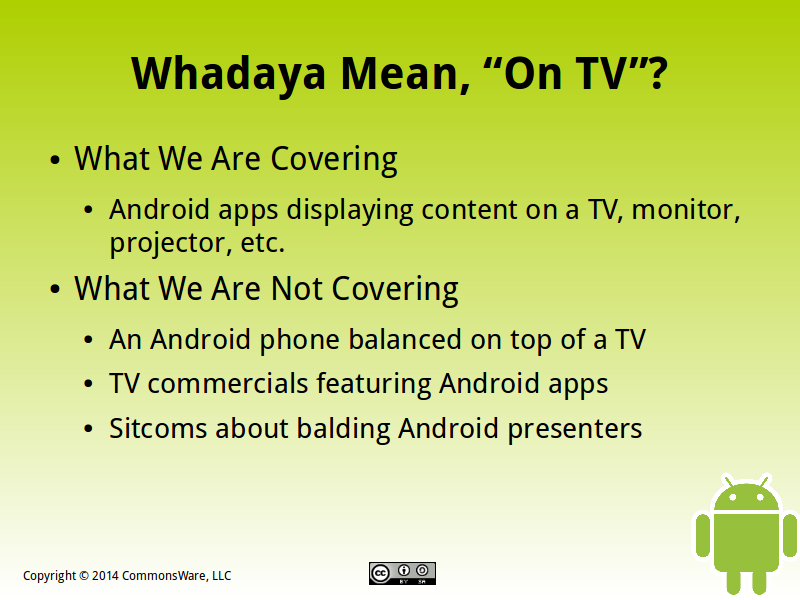 Whadaya Mean, “On TV”?
• What We Are Covering
• Android apps displaying content on a TV, monitor,
projector, etc.
• What We Are Not Covering
• An Android phone balanced on top of a TV
• TV commercials featuring Android apps
• Sitcoms about balding Android presenters
Copyright © 2014 CommonsWare, LLC
cc BY SA